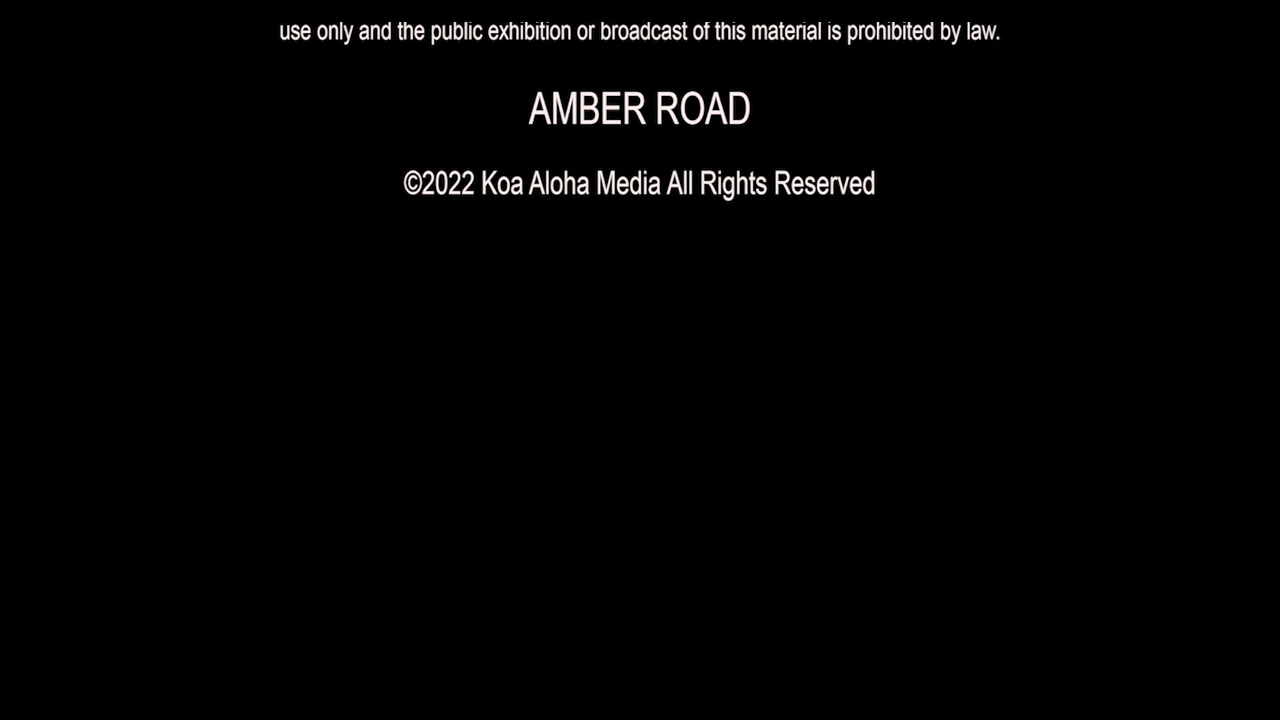 use only and the public exhibition or broadcast of this material is prohibited by law.
AMBER ROAD
©2022 Koa Aloha Media All Rights Reserved